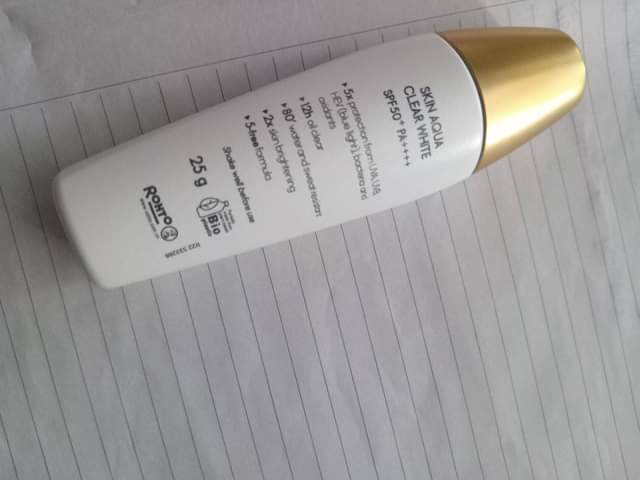 SKIN AQUA
CLEAR WHITE
SPF50+ PA++++
5x protection from UVA, UVB,
HEV (blue light), bacteria and
oxidants
12h oil clear
80' water and sweat resistant
2x skin brightening
5-free formula
Shake well before use
25 g
Bio
ROHTO